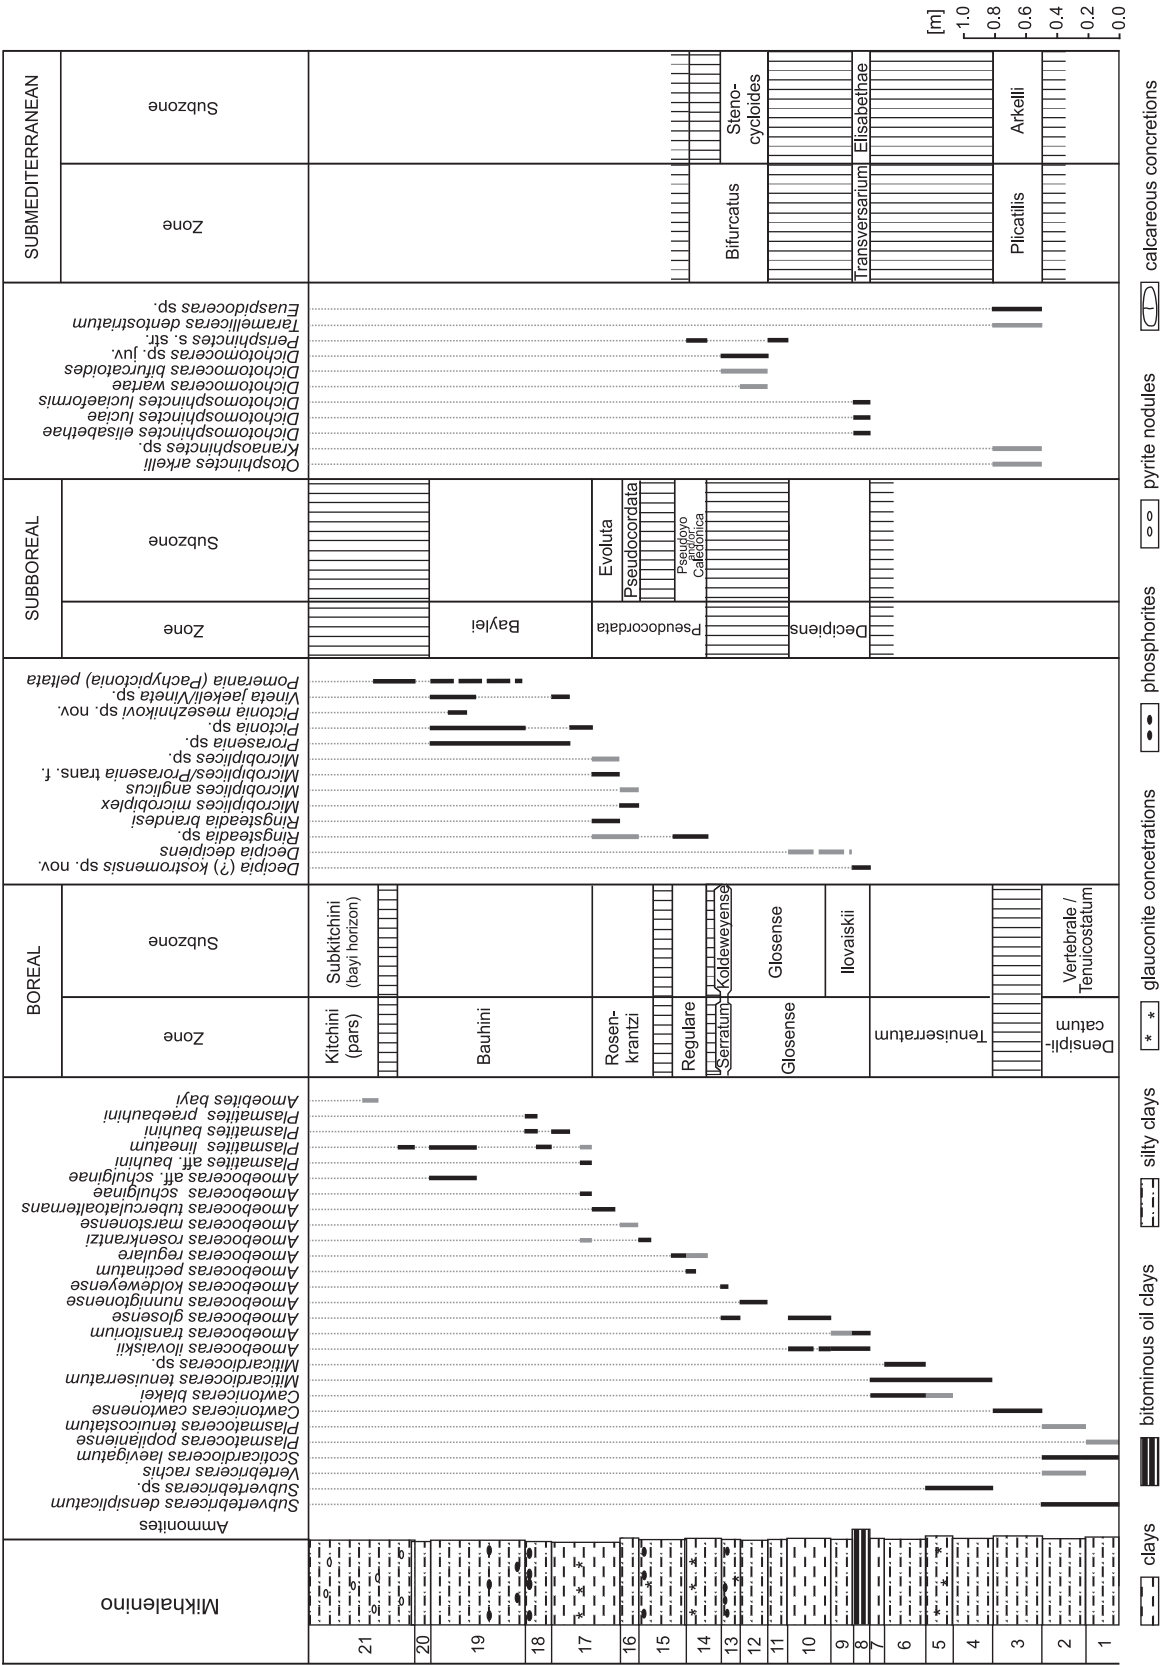 SUBMEDITERRANEAN
Subzone
Zone
Steno-
cycloides
Elisabethae
Arkelli
Bifurcatus
Transversarium
Plicatilis
[m]
1.0
0.8
0.6
0.4
0.2
0.0
Euaspidoceras sp.
Taramelliceras dentostriatum
Perisphinctes s. str.
Dichotomoceras sp. juv.
Dichotomoceras bifurcatoides
Dichotomoceras wartae
Dichotomosphinctes luciaeformis
Dichotomosphinctes luciae
Dichotomosphinctes elisabethae
Kranaosphinctes sp.
Otosphinctes arkelli
SUBBOREAL
Subzone
Zone
Evoluta
Pseudocordata
Pseudoyo
and/or
Caledonica
Baylei
Pseudocordata
Decipiens
Pomerania (Pachypictonia) peltata
Vineta jaekeli/Vineta sp.
Pictonia mesezhnikovi sp. nov.
Pictonia sp.
Prorasenia sp.
Microbiplices sp.
Microbiplices/Prorasenia trans. f.
Microbiplices anglicus
Microbiplices microbiplex
Ringsteadia brandesi
Ringsteadia sp.
Decipia decipiens
Decipia (?) kostromensis sp. nov.
BOREAL
Subzone
Zone
Subkitchini
(bayi horizon)
Koldeweyense
Glosense
Ilovaiskii
Vertebrale /
Tenuicostatum
Kitchini
(pars)
Bauhini
Rosen-
krantzi
Regulare
Serratum
Glosense
Tenuiserratum
Densipli-
catum
Amoebites bayi
Plasmatites praebauhini
Plasmatites bauhini
Plasmatites lineatum
Plasmatites aff. bauhini
Amoeboceras aff. schulginae
Amoeboceras schulginae
Amoeboceras tuberculatoalternans
Amoeboceras marstonense
Amoeboceras rosenkrantzi
Amoeboceras regulare
Amoeboceras pectinatum
Amoeboceras koldeweyense
Amoeboceras nunnigtonense
Amoeboceras glosense
Amoeboceras transitorium
Amoeboceras ilovaiskii
Miticardioceras sp.
Miticardioceras tenuiserratum
Cawtoniceras blakei
Cawtoniceras cawtonense
Plasmatoceras tenuicostatum
Plasmatoceras popilaniense
Scoticardioceras laevigatum
Vertebriceras rachis
Subvertebriceras sp.
Subvertebriceras densiplicatum
Ammonites
Mikhalenino
21
20
19
18
17
16
15
14
13
12
11
10
9
8
7
6
5
4
3
2
1
clays
bitominous oil clays
silty clays
* * glauconite concetrations
phosphorites
pyrite nodules
calcareous concretions